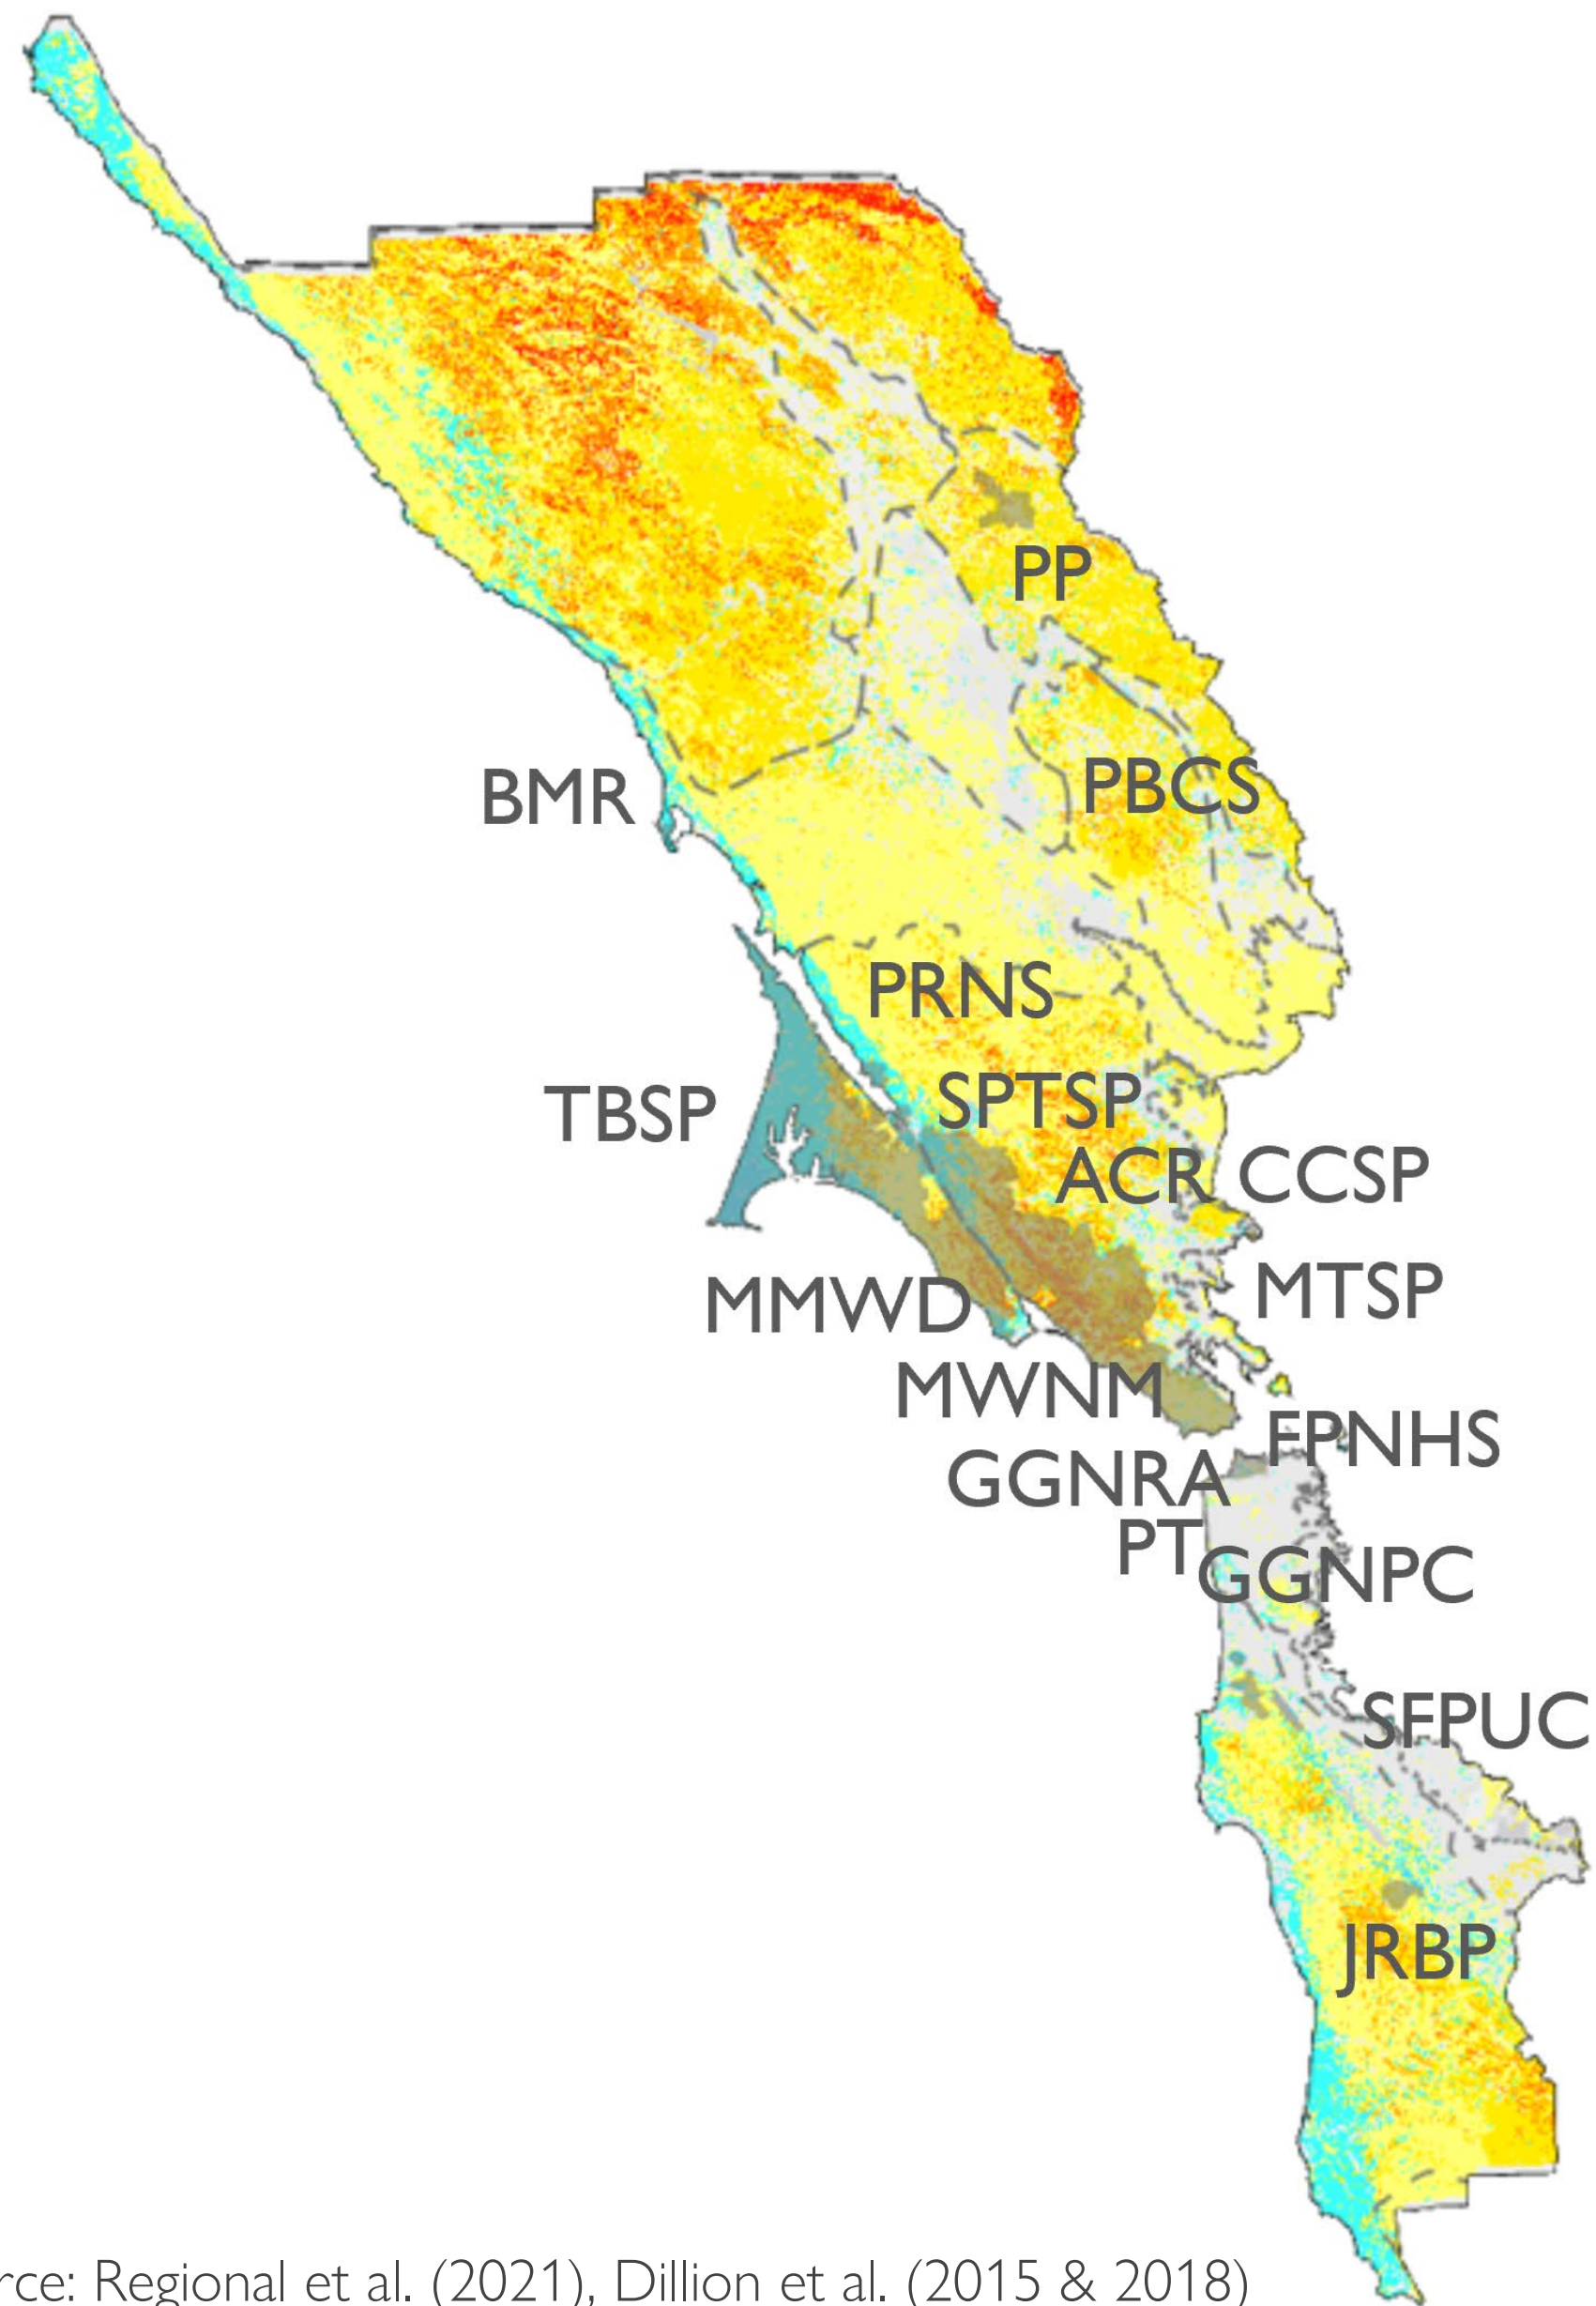 PP
PBCS
BMR
PRNS
SPTSP
TBSP
ACR CCSP
MTSP
MMWD
MWNM
FPNHS
GGNRA
PT
GGNPC
SFPUC
JRBP
rce: Regional et al. (2021), Dillion et al. (2015 & 2018)